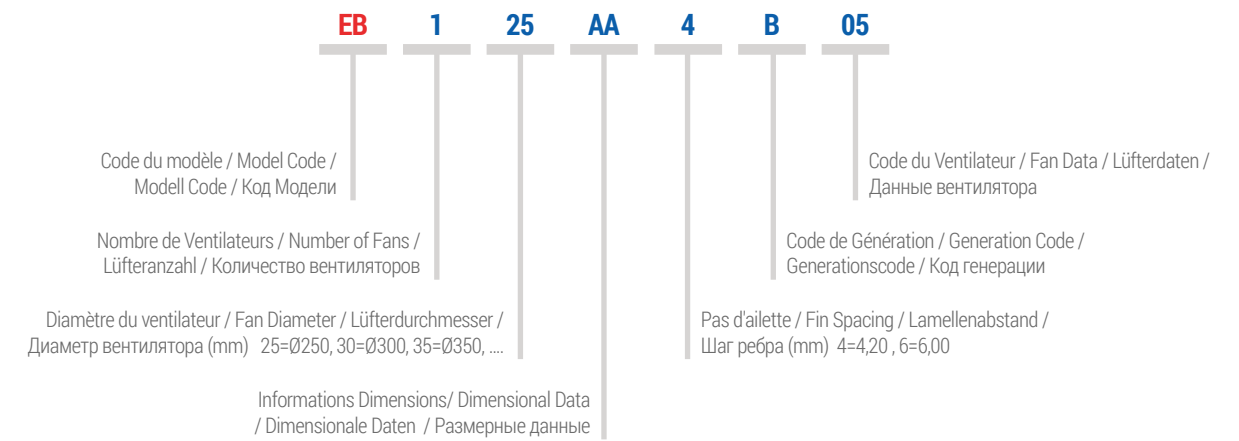 EB 1 25 AA 4 B 05
Code du modèle / Model Code /
Modell Code / Код Модели
Code du Ventilateur / Fan Data / Lüfterdaten /
Данные вентилятора
Nombre de Ventilateurs / Number of Fans /
Lüfteranzahl / Количество вентиляторов
Code de Génération / Generation Code /
Generationscode / Код генерации
Diamètre du ventilateur / Fan Diameter / Lüfterdurchmesser /
Диаметр вентилятора (mm) 25=Ø250, 30=Ø300, 35=Ø350, ....
Pas d'ailette / Fin Spacing / Lamellenabstand /
Шаг ребра (mm) 4=4,20 , 6=6,00
Informations Dimensions/ Dimensional Data
/ Dimensionale Daten / Размерные данные